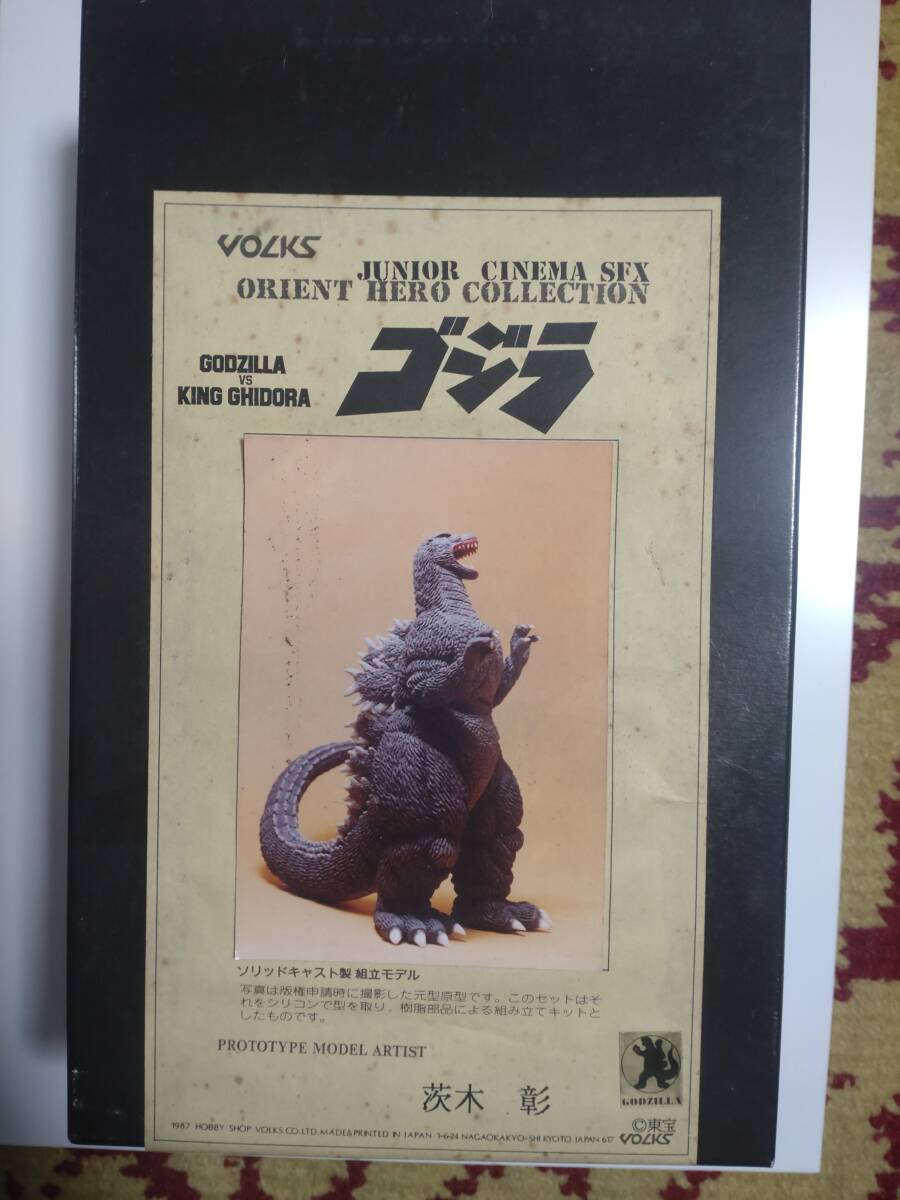 VOLKS
JUNIOR CINEMA SFX
ORIENT HERO COLLECTION
GODZILLA
VS
KING GHIDORA
ゴジラ
ソリッドキャスト製 組立モデル
写真は版権申請時に撮影した元型原型です。このセットはそ
れをシリコンで型を取り、樹脂部品による組み立てキットと
したものです。
PROTOTYPE MODEL ARTIST
茨木 彰
GODZILLA
©東宝
1987 HOBBY SHOP VOLKS CO.LTD. MADE & PRINTED IN JAPAN 1-6-24 NAGAOKAKYO-SHI KYOTO JAPAN 617
VOLKS